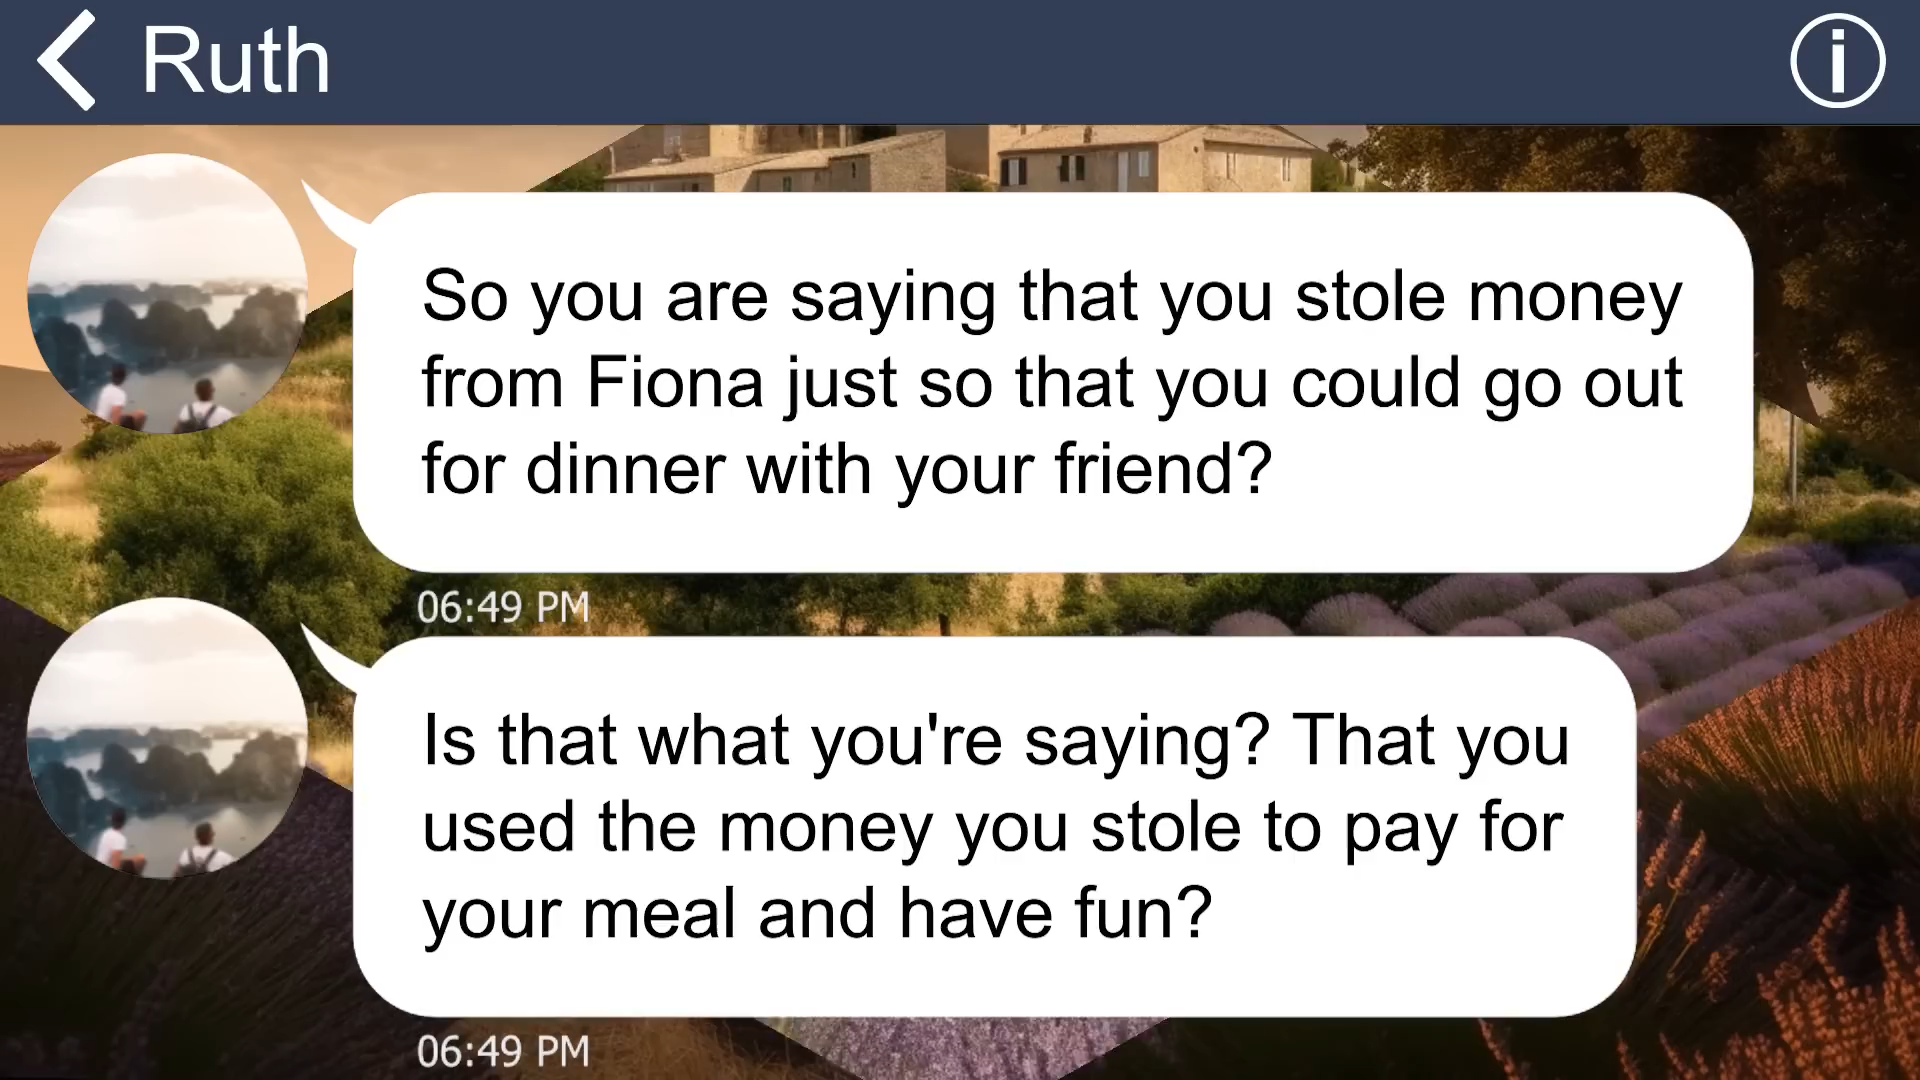 Ruth
So you are saying that you stole money
from Fiona just so that you could go out
for dinner with your friend?
06:49 PM
Is that what you're saying? That you
used the money you stole to pay for
your meal and have fun?
06:49 PM